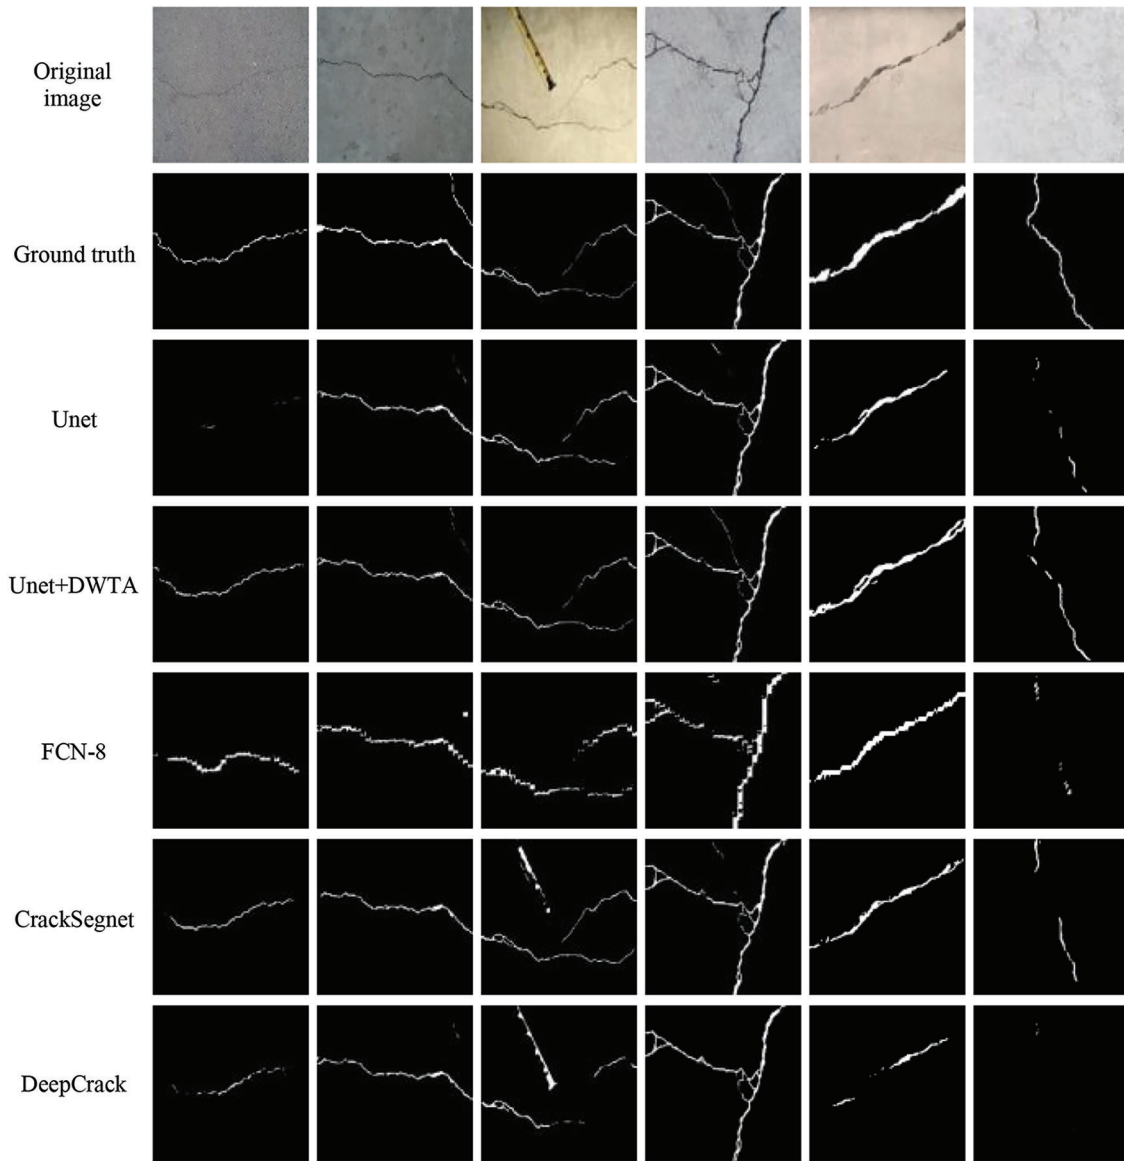 Original
image
Ground truth
Unet
Unet+DWTA
FCN-8
CrackSegnet
DeepCrack